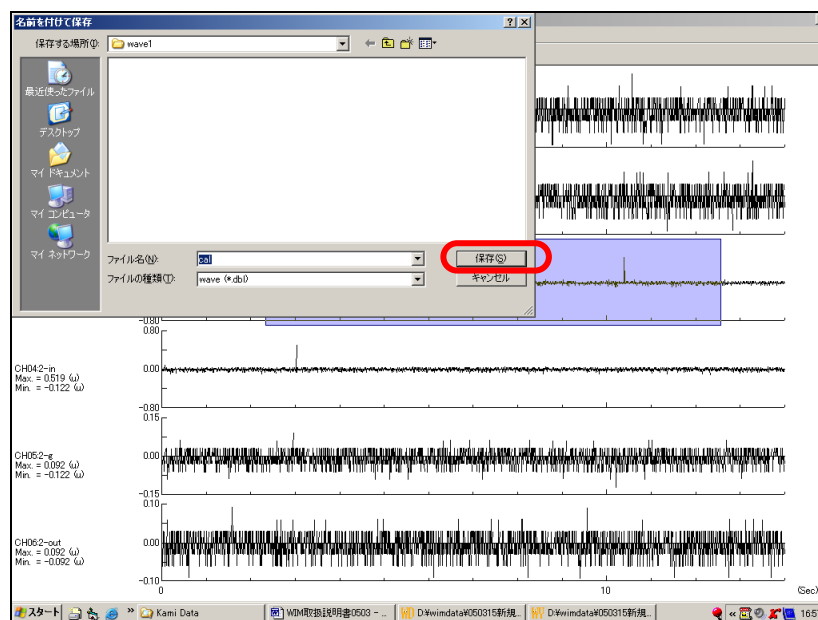 名前を付けて保存
保存する場所(I):
wave1
最近使ったファイル
デスクトップ
マイ ドキュメント
マイ コンピュータ
マイ ネットワーク
ファイル名(N):
cal
保存(S)
ファイルの種類(T):
wave (*.dbl)
キャンセル
-0.80
0.80
CH04:2-in
Max. = 0.519 (ω)
Min. = -0.122 (ω)
0.00
-0.80
0.15
CH05:2-g
Max. = 0.092 (ω)
Min. = -0.122 (ω)
0.00
-0.15
0.10
CH06:2-out
Max. = 0.092 (ω)
Min. = -0.092 (ω)
0.00
-0.10
0
10
(Sec)
スタート
Kami Data
WIM取扱説明書0503 - ...
D:¥wimdata¥050315新規...
D:¥wimdata¥050315新規...